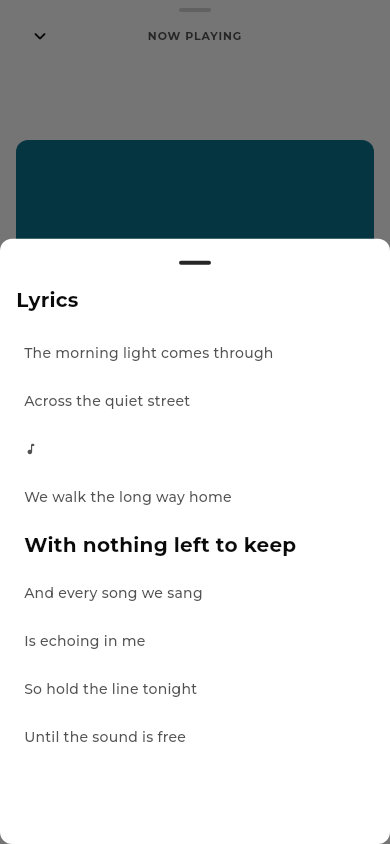 NOW PLAYING
Lyrics
The morning light comes through
Across the quiet street
♪
We walk the long way home
With nothing left to keep
And every song we sang
Is echoing in me
So hold the line tonight
Until the sound is free